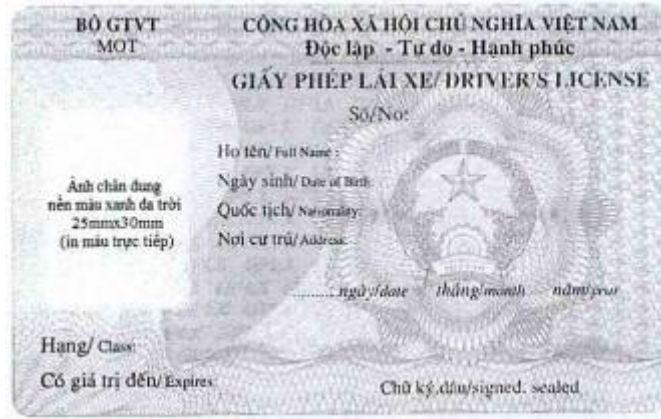 BỘ GTVT
MOT
CỘNG HÒA XÃ HỘI CHỦ NGHĨA VIỆT NAM
Độc lập - Tự do - Hạnh phúc
GIẤY PHÉP LÁI XE/ DRIVER'S LICENSE
Số/No:
Họ tên/ Full Name :
Ngày sinh/ Date of Birth:
Quốc tịch/ Nationality:
Nơi cư trú/ Address:
Ảnh chân dung
nền màu xanh da trời
25mmx30mm
(in màu trực tiếp)
..........ngày/date tháng/month năm/year
Hạng/ Class:
Có giá trị đến/ Expires:
Chữ ký,dấu/signed, sealed